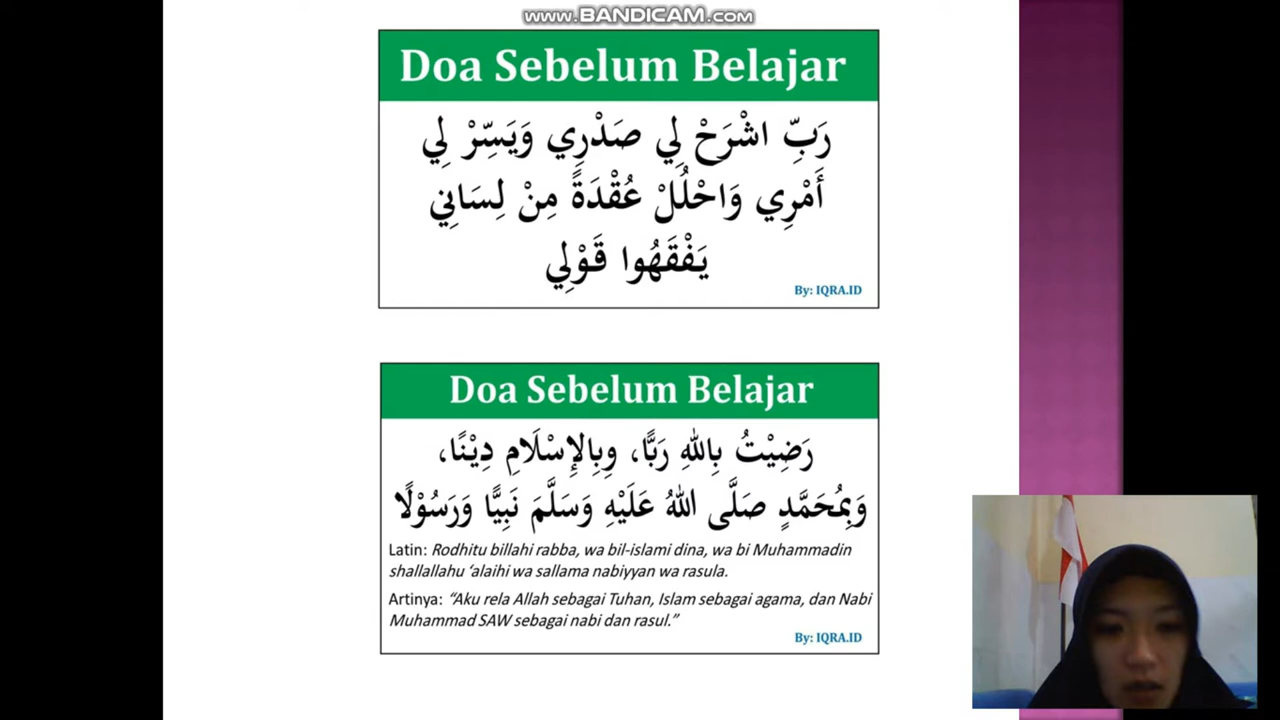 www.BANDICAM.com
Doa Sebelum Belajar
رَبِّ اشْرَحْ لِي صَدْرِي وَيَسِّرْ لِي
أَمْرِي وَاحْلُلْ عُقْدَةً مِنْ لِسَانِي
يَفْقَهُوا قَوْلِي
By: IQRA.ID
Doa Sebelum Belajar
رَضِيْتُ بِاللهِ رَبًّا، وِبِالإِسْلَامِ دِيْنًا،
وَبِمُحَمَّدٍ صَلَّى اللهُ عَلَيْهِ وَسَلَّمَ نَبِيًّا وَرَسُوْلًا
Latin: Rodhitu billahi rabba, wa bil-islami dina, wa bi Muhammadin
shallallahu ‘alaihi wa sallama nabiyyan wa rasula.
Artinya: “Aku rela Allah sebagai Tuhan, Islam sebagai agama, dan Nabi
Muhammad SAW sebagai nabi dan rasul.”
By: IQRA.ID